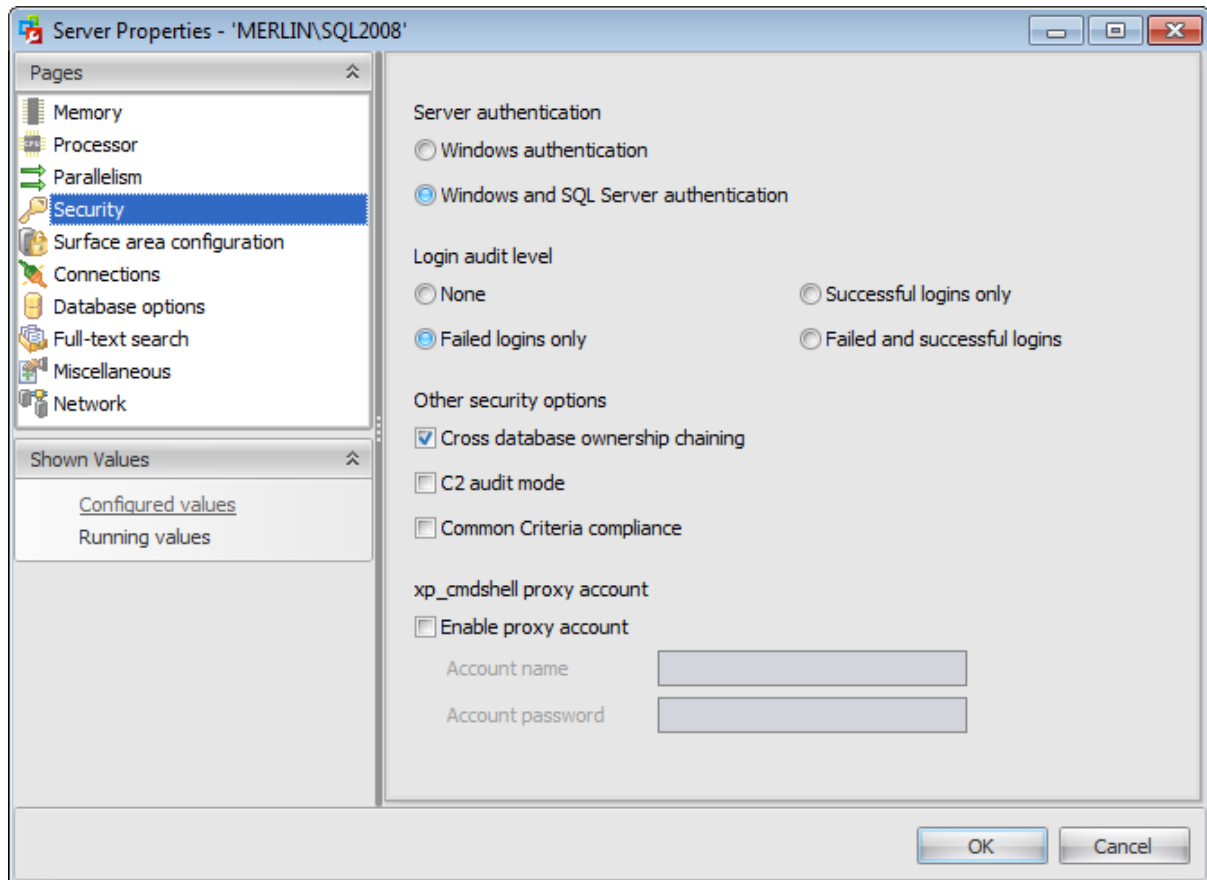 Server Properties - 'MERLIN\SQL2008'
Pages
Memory
Processor
Parallelism
Security
Surface area configuration
Connections
Database options
Full-text search
Miscellaneous
Network
Shown Values
Configured values
Running values
Server authentication
Windows authentication
Windows and SQL Server authentication
Login audit level
None
Successful logins only
Failed logins only
Failed and successful logins
Other security options
Cross database ownership chaining
C2 audit mode
Common Criteria compliance
xp_cmdshell proxy account
Enable proxy account
Account name
Account password
OK
Cancel